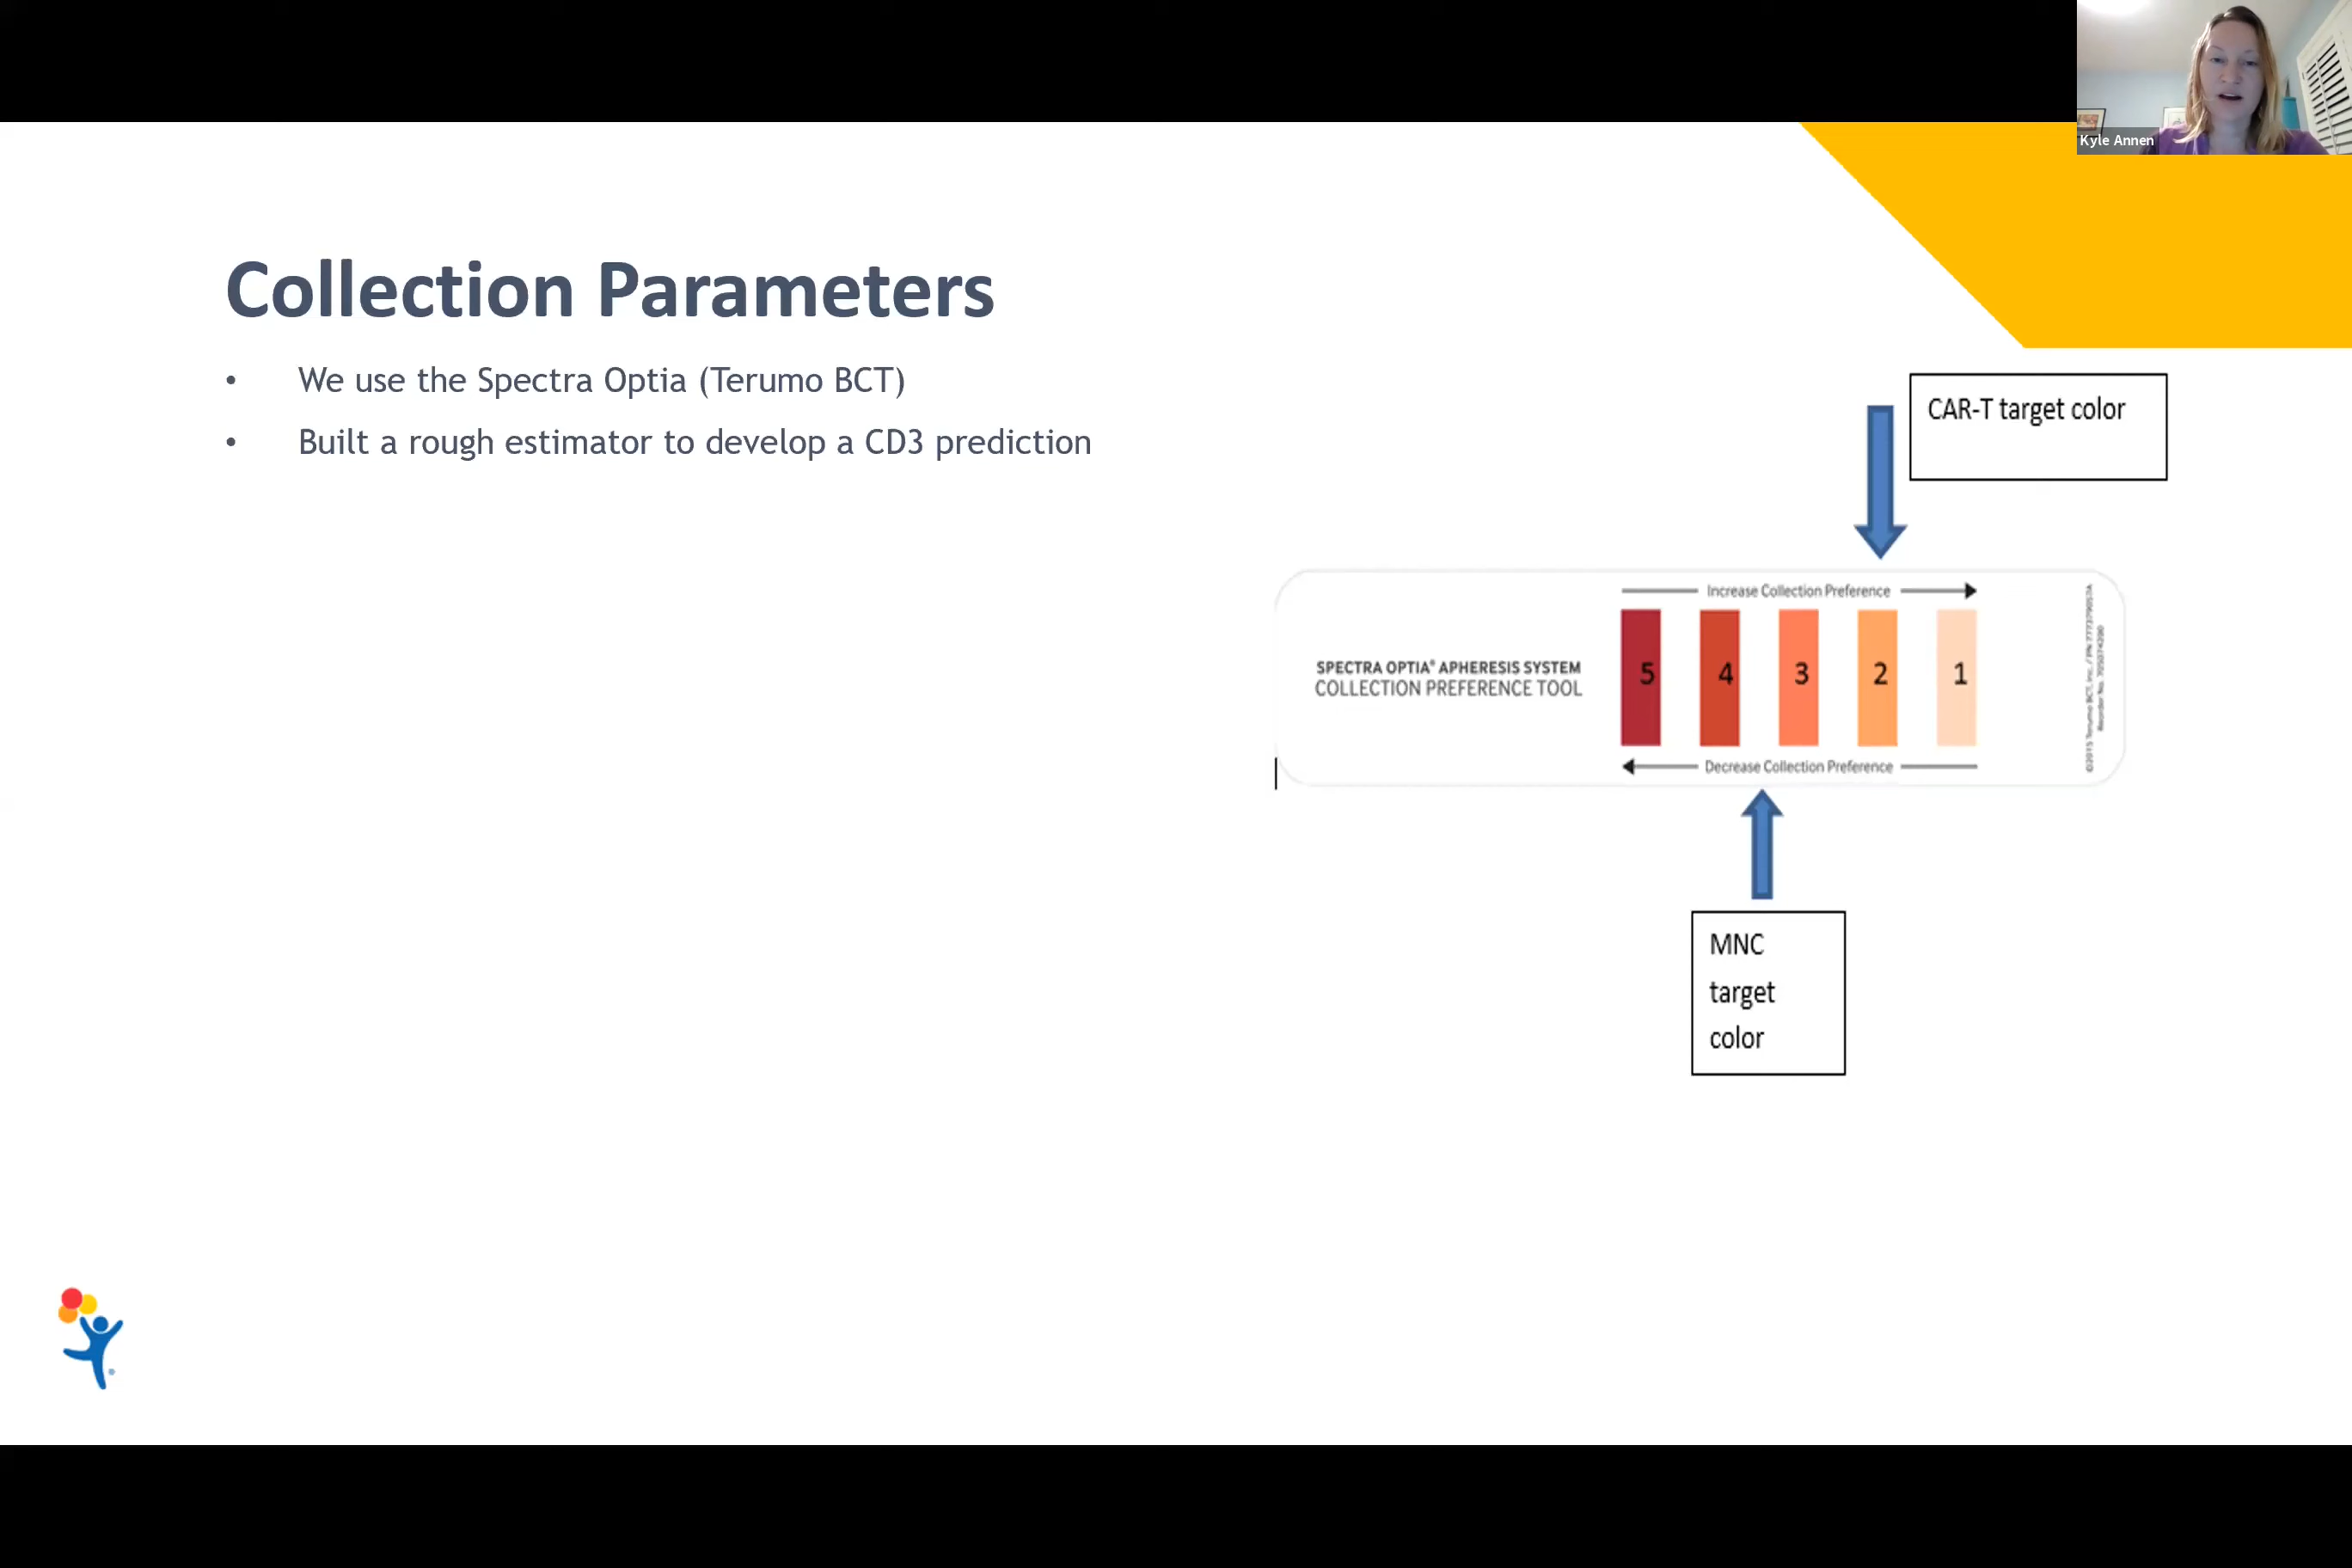 Kyle Annen
Collection Parameters
• We use the Spectra Optia (Terumo BCT)
• Built a rough estimator to develop a CD3 prediction
CAR-T target color
Increase Collection Preference
SPECTRA OPTIA® APHERESIS SYSTEM
COLLECTION PREFERENCE TOOL
5 4 3 2 1
Decrease Collection Preference
MNC
target
color